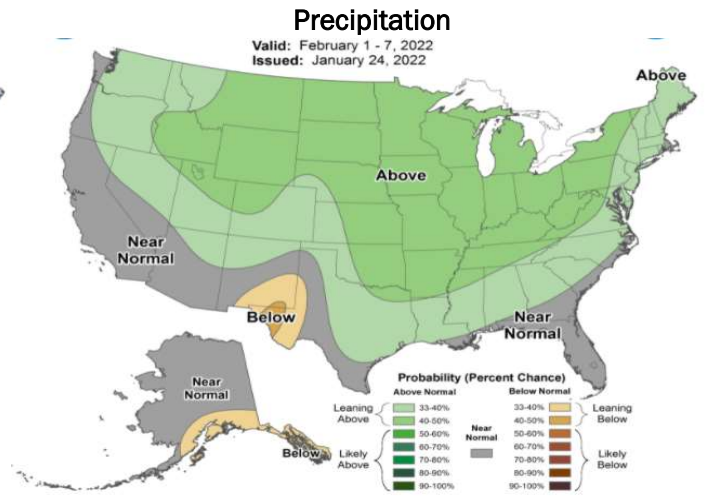 Precipitation
Valid: February 1 - 7, 2022
Issued: January 24, 2022
Above
Above
Near
Normal
Below
Near
Normal
Near
Normal
Below
Probability (Percent Chance)
Above Normal
Below Normal
Leaning
Above
33-40%
40-50%
Likely
Above
50-60%
60-70%
70-80%
80-90%
90-100%
Near
Normal
33-40%
40-50%
Leaning
Below
50-60%
60-70%
70-80%
80-90%
90-100%
Likely
Below